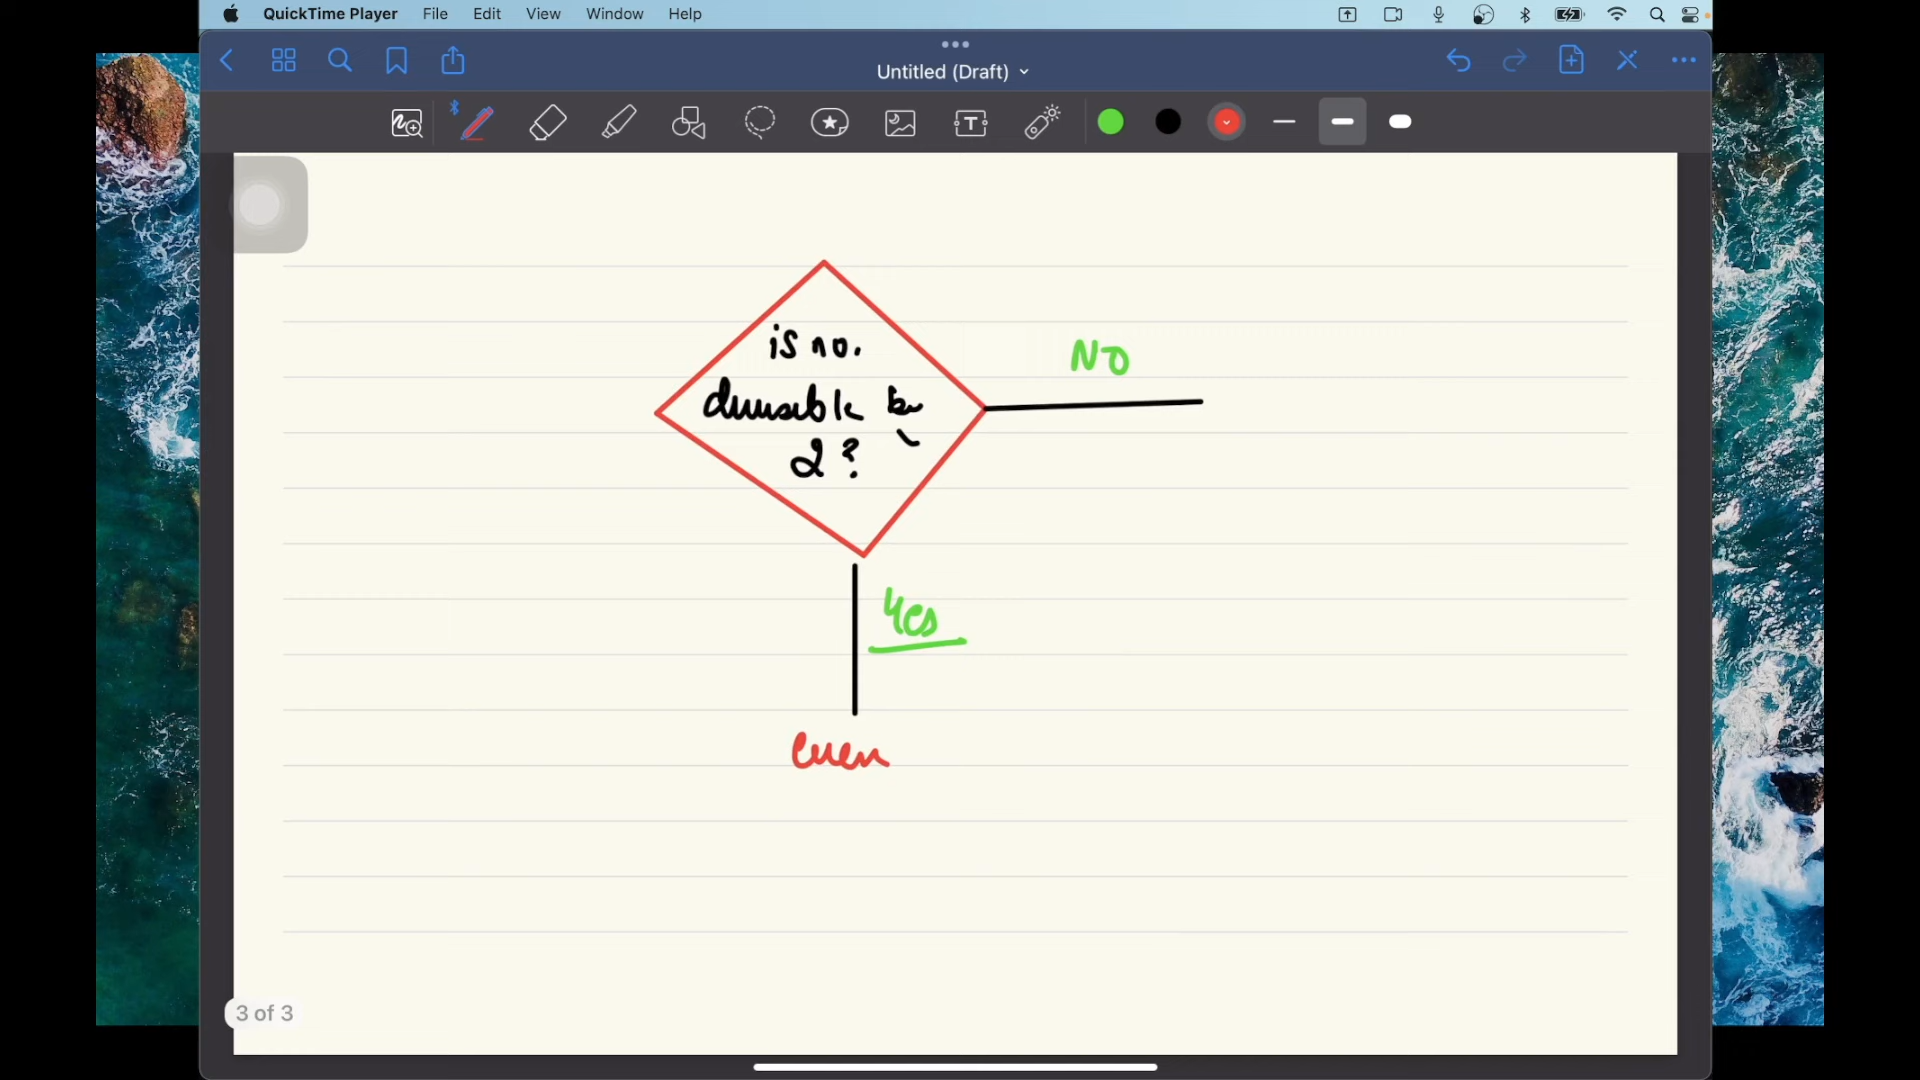 QuickTime Player File Edit View Window Help
Untitled (Draft)
is no.
divisible by
2?
NO
Yes
even
3 of 3